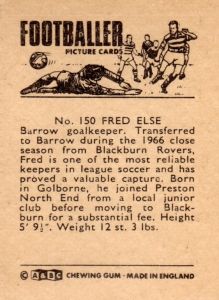 FOOTBALLER
PICTURE CARDS
No. 150 FRED ELSE
Barrow goalkeeper. Transferred
to Barrow during the 1966 close
season from Blackburn Rovers,
Fred is one of the most reliable
keepers in league soccer and has
proved a valuable capture. Born
in Golborne, he joined Preston
North End from a local junior
club before moving to Black-
burn for a substantial fee. Height
5' 9½". Weight 12 st. 3 lbs.
© A&BC CHEWING GUM - MADE IN ENGLAND